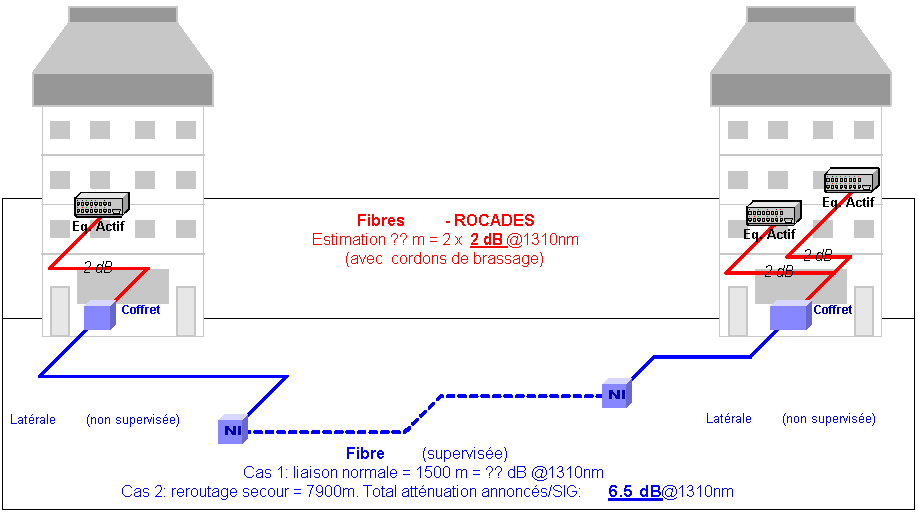 Eq. Actif
Eq. Actif
Eq. Actif
Fibres - ROCADES
Estimation ?? m = 2 x 2 dB @1310nm
(avec cordons de brassage)
2 dB
2 dB
2 dB
Coffret
Coffret
NI
NI
Latérale (non supervisée)
Latérale (non supervisée)
Fibre (supervisée)
Cas 1: liaison normale = 1500 m = ?? dB @1310nm
Cas 2: reroutage secour = 7900m. Total atténuation annoncés/SIG: 6.5 dB@1310nm